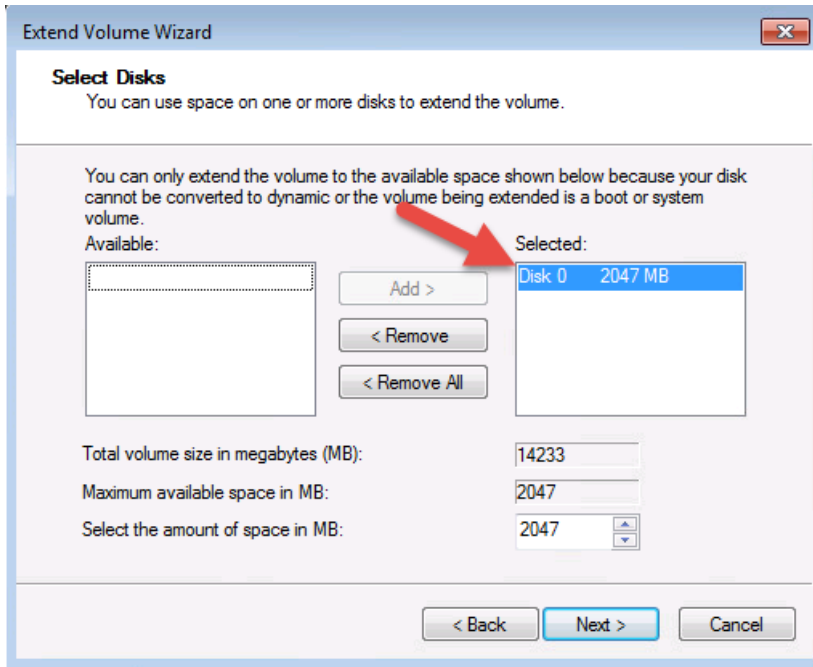 Extend Volume Wizard
Select Disks
You can use space on one or more disks to extend the volume.
You can only extend the volume to the available space shown below because your disk
cannot be converted to dynamic or the volume being extended is a boot or system
volume.
Available:
Selected:
Disk 0 2047 MB
Add >
< Remove
< Remove All
Total volume size in megabytes (MB): 14233
Maximum available space in MB: 2047
Select the amount of space in MB: 2047
< Back Next > Cancel